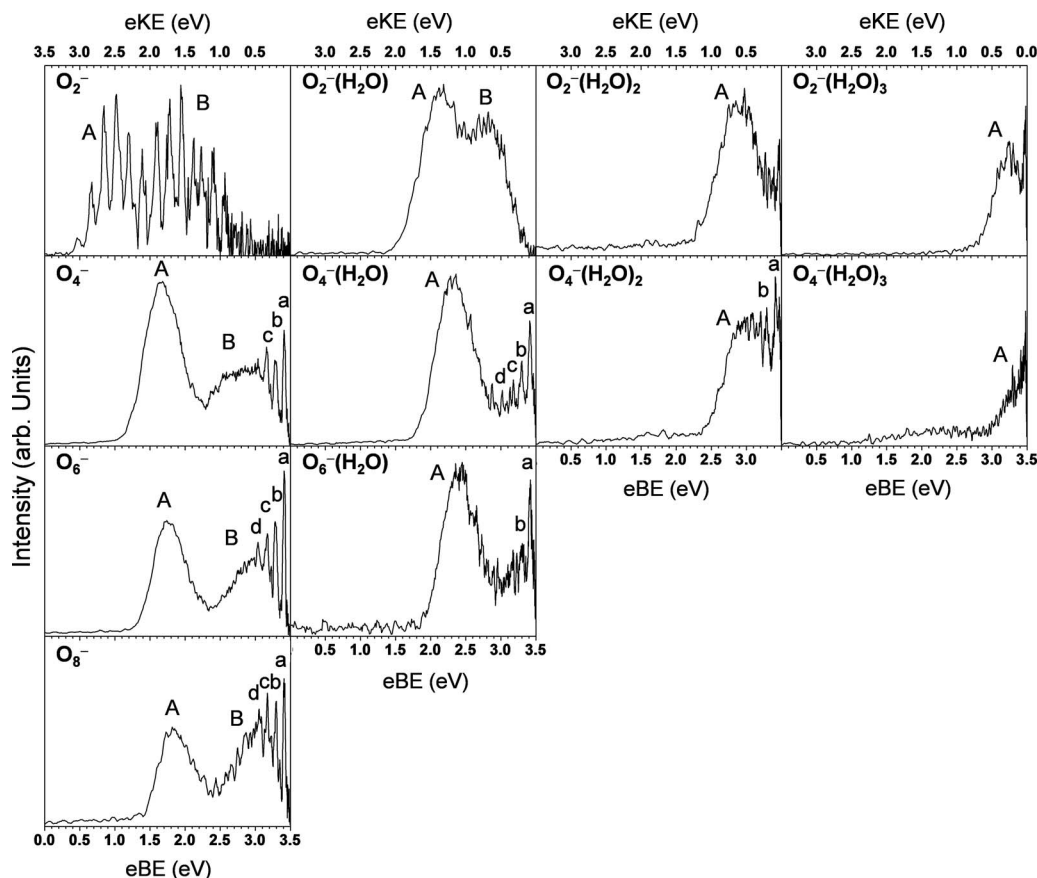 eKE (eV) eKE (eV) eKE (eV) eKE (eV)
3.5 2.5 2.0 1.5 1.0 0.5 3.0 2.5 2.0 1.5 1.0 0.5 3.0 2.5 2.0 1.5 1.0 0.5 3.0 2.5 2.0 1.5 1.0 0.5 0.0
O₂⁻ A B
O₂⁻(H₂O) A B
O₂⁻(H₂O)₂ A
O₂⁻(H₂O)₃ A
O₄⁻ A B c b a
O₄⁻(H₂O) A d c b a
O₄⁻(H₂O)₂ A b a
O₄⁻(H₂O)₃ A
0.5 1.0 1.5 2.0 2.5 3.0 0.5 1.0 1.5 2.0 2.5 3.0 3.5
eBE (eV) eBE (eV)
O₆⁻ A B d c b a
O₆⁻(H₂O) A b a
0.5 1.0 1.5 2.0 2.5 3.0 3.5
eBE (eV)
O₈⁻ A B d c b a
0.0 0.5 1.0 1.5 2.0 2.5 3.0 3.5
eBE (eV)
Intensity (arb. Units)